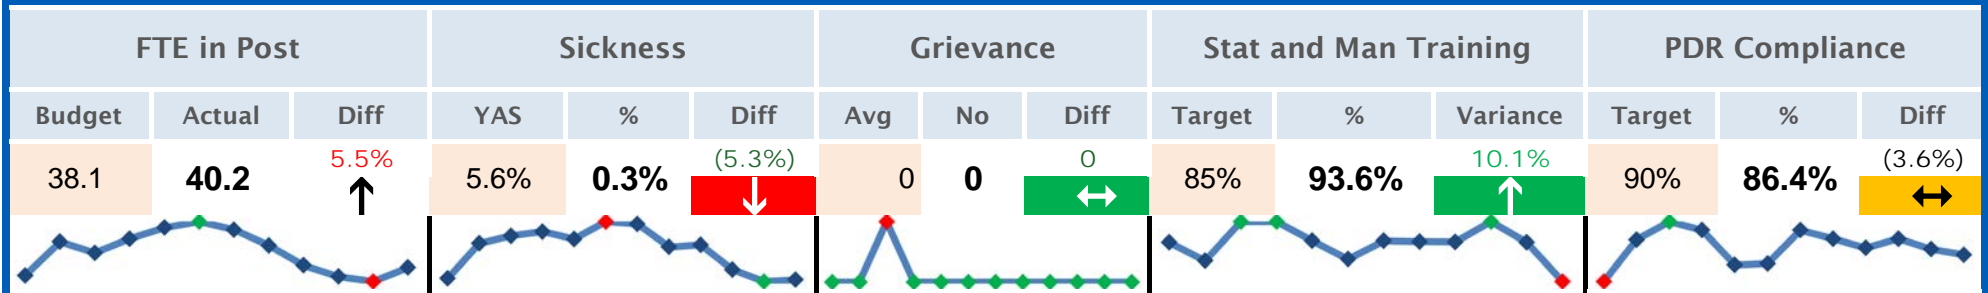 FTE in Post Sickness Grievance Stat and Man Training PDR Compliance
Budget Actual Diff YAS % Diff Avg No Diff Target % Variance Target % Diff
5.5% (5.3%) 0 10.1% (3.6%)
38.1 40.2 ↑ 5.6% 0.3% ↓ 0 0 ↔ 85% 93.6% ↑ 90% 86.4% ↔